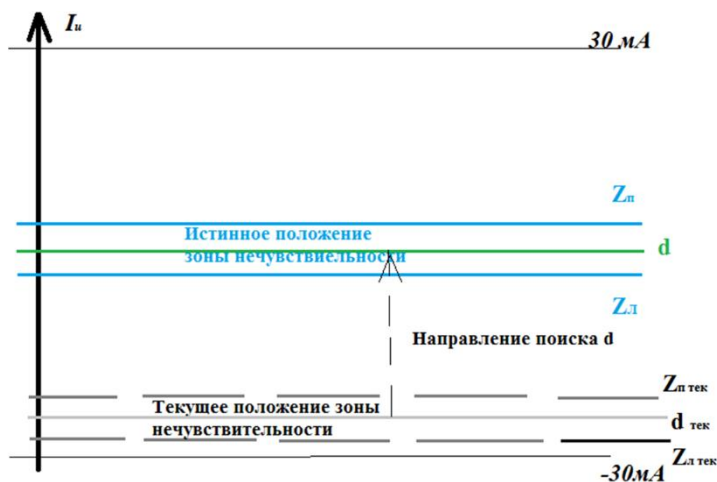 Iи
30 мА
Zп
Истинное положение
зоны нечувствиельности
d
Zл
Направление поиска d
Zп тек
Текущее положение зоны
нечувствительности
d тек
Zл тек
-30мА